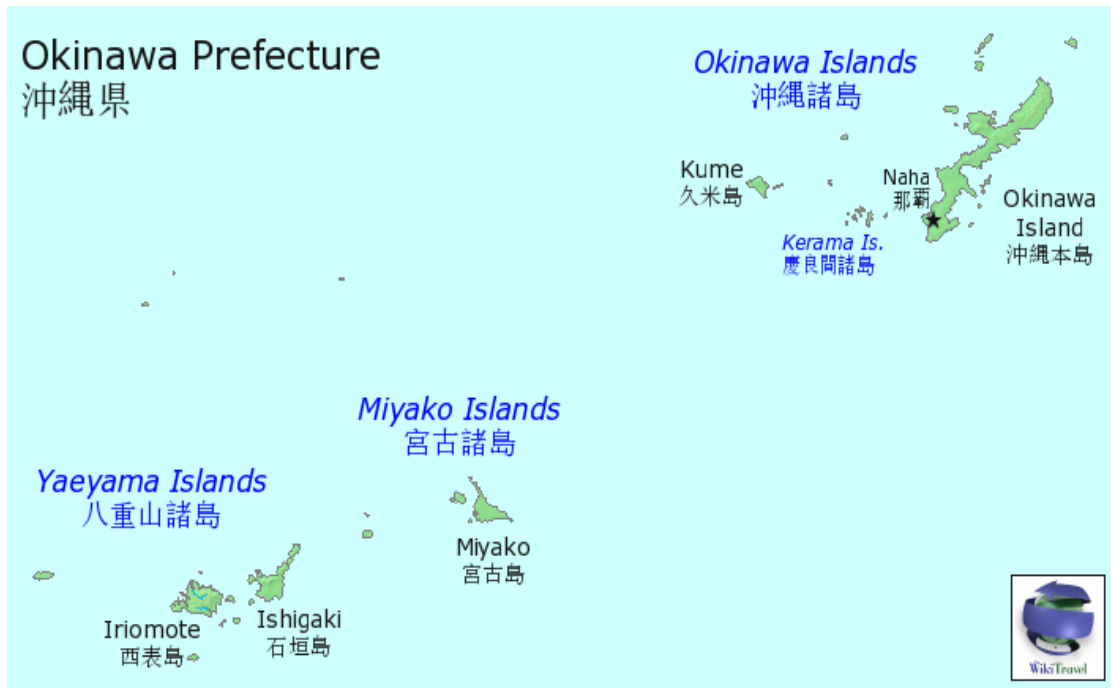 Okinawa Prefecture
沖縄県
Okinawa Islands
沖縄諸島
Kume
久米島
Naha
那覇
Okinawa
Island
沖縄本島
Kerama Is.
慶良間諸島
Miyako Islands
宮古諸島
Yaeyama Islands
八重山諸島
Miyako
宮古島
Ishigaki
石垣島
Iriomote
西表島
WikiTravel